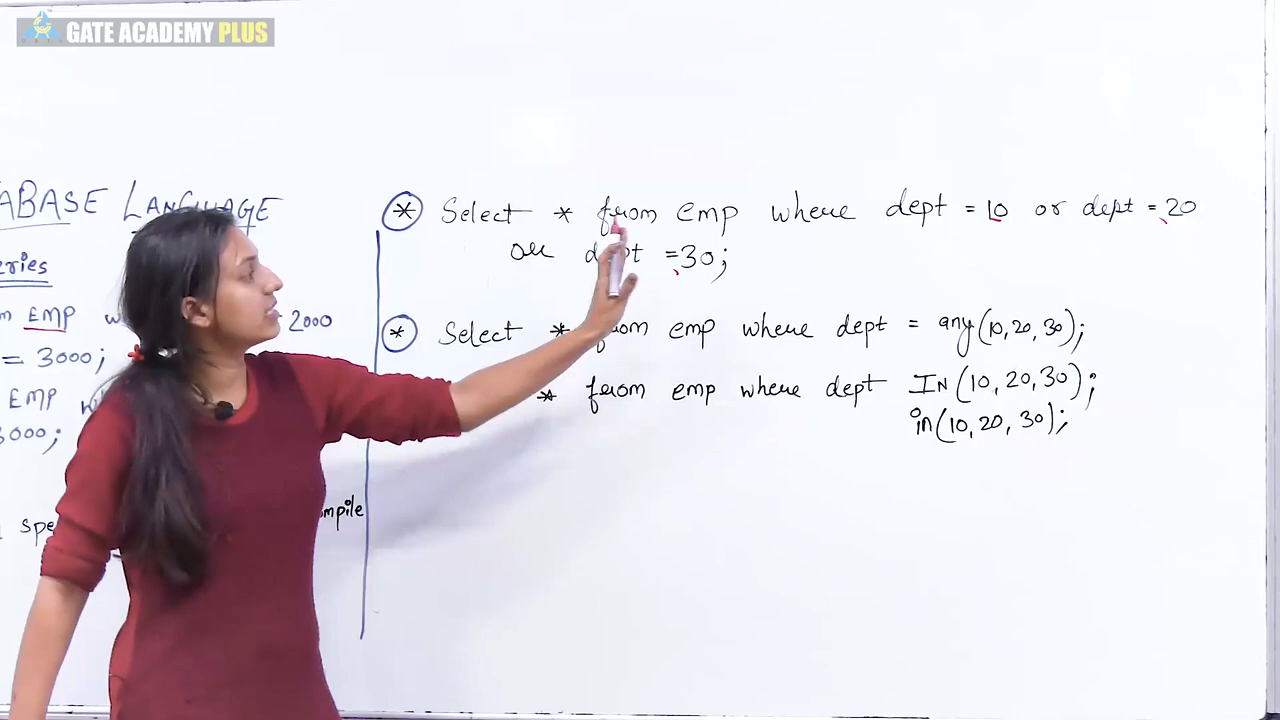 GATE ACADEMY PLUS
ABASE LANGUAGE
eries
m EMP w 2000
= 3000;
EMP wh
3000;
spe mpile
* Select * from emp where dept = 10 or dept = 20
or dept = 30;
* Select * from emp where dept = any(10, 20, 30);
* from emp where dept IN (10, 20, 30);
in(10, 20, 30);